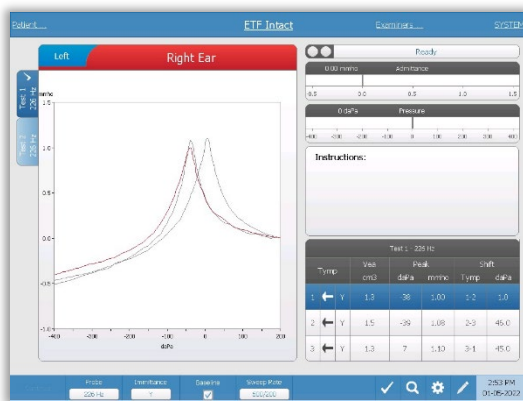 Patient....
ETF Intact
Examiners ....
SYSTEM
Left
Right Ear
Ready
Test 1
226 Hz
Test 2
226 Hz
mmho
1.5
1.0
0.5
0.0
-0.5
-1.0
-400
-300
-200
-100
0
100
200
daPa
0.00 mmho
Admittance
-0.5
0.0
0.5
1.0
1.5
0 daPa
Pressure
-400
-300
-200
-100
0
100
200
Instructions:
Test 1 - 226 Hz
Tymp
Vea
cm3
Peak
daPa
mmho
Shift
Tymp
daPa
1 Y 1.3 -38 1.00 1-2 1.0
2 Y 1.5 -39 1.08 2-3 46.0
3 Y 1.3 7 1.10 3-1 45.0
Probe
226 Hz
Immittance
Y
Baseline
Sweep Rate
600/200
2:53 PM
01-05-2022